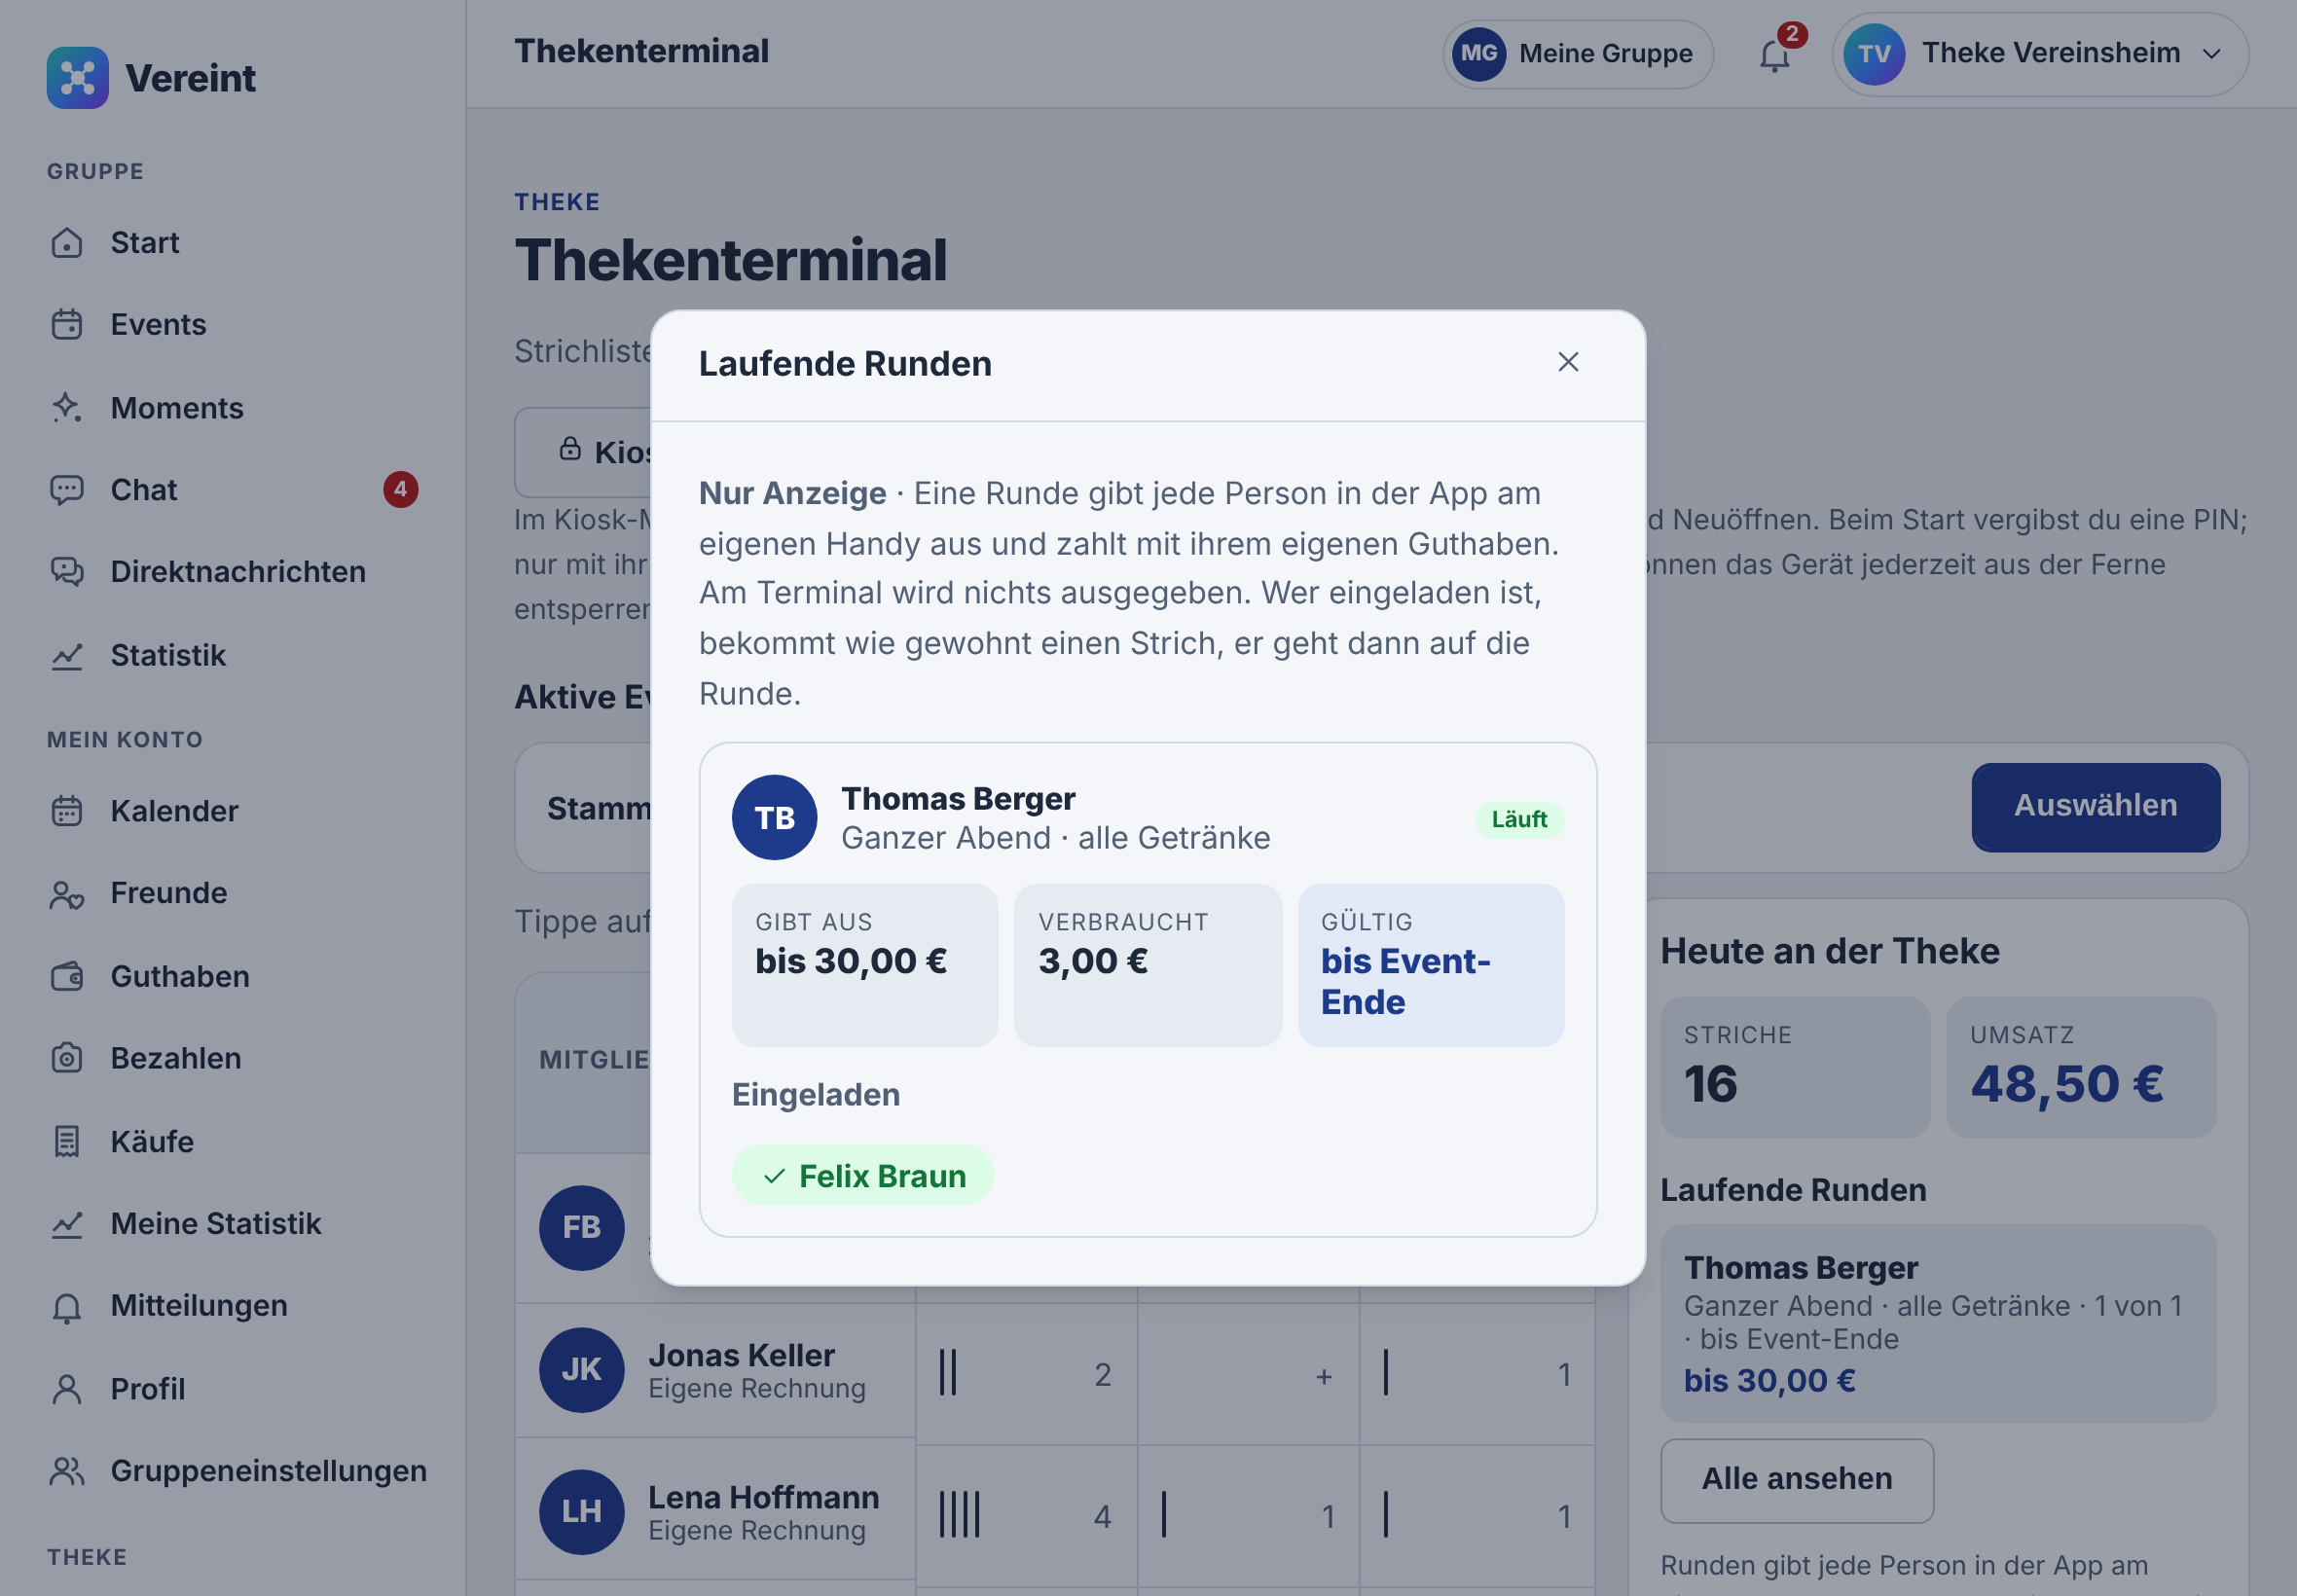 Vereint
GRUPPE
Start
Events
Moments
Chat
4
Direktnachrichten
Statistik
MEIN KONTO
Kalender
Freunde
Guthaben
Bezahlen
Käufe
Meine Statistik
Mitteilungen
Profil
Gruppeneinstellungen
THEKE
Thekenterminal
MG
Meine Gruppe
2
TV
Theke Vereinsheim
THEKE
Thekenterminal
Strichliste
Im Kiosk-
d Neuöffnen. Beim Start vergibst du eine PIN;
nur mit ihr
önnen das Gerät jederzeit aus der Ferne
entsperren
Stamm
Auswählen
Tippe auf
Laufende Runden
Nur Anzeige · Eine Runde gibt jede Person in der App am
eigenen Handy aus und zahlt mit ihrem eigenen Guthaben.
Am Terminal wird nichts ausgegeben. Wer eingeladen ist,
bekommt wie gewohnt einen Strich, er geht dann auf die
Runde.
TB
Thomas Berger
Ganzer Abend · alle Getränke
Läuft
GIBT AUS
bis 30,00 €
VERBRAUCHT
3,00 €
GÜLTIG
bis Event-
Ende
Eingeladen
✓ Felix Braun
MITGLIE
FB
JK
Jonas Keller
Eigene Rechnung
2
+
1
LH
Lena Hoffmann
Eigene Rechnung
4
1
1
Heute an der Theke
STRICHE
16
UMSATZ
48,50 €
Laufende Runden
Thomas Berger
Ganzer Abend · alle Getränke · 1 von 1
· bis Event-Ende
bis 30,00 €
Alle ansehen
Runden gibt jede Person in der App am